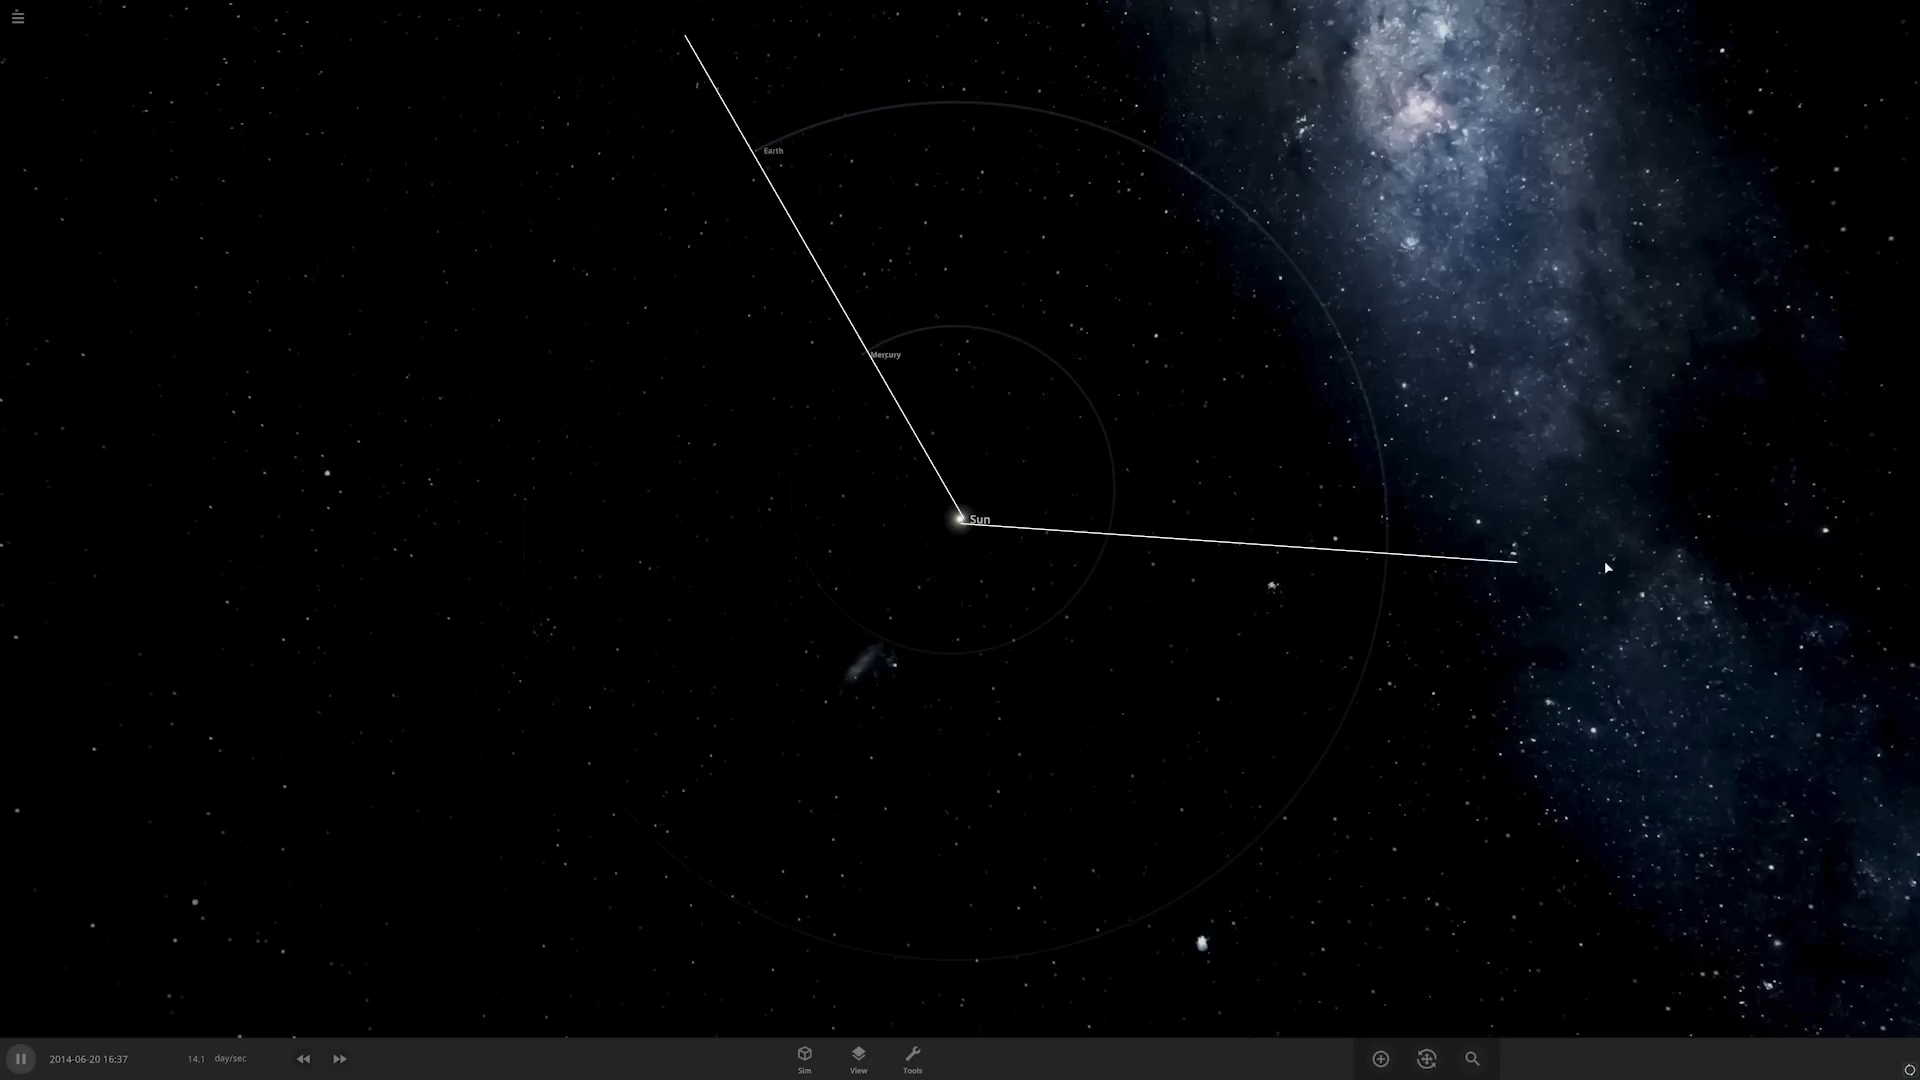 Earth
Mercury
Sun
2014-06-20 16:37
14.1 day/sec
Sim
View
Tools